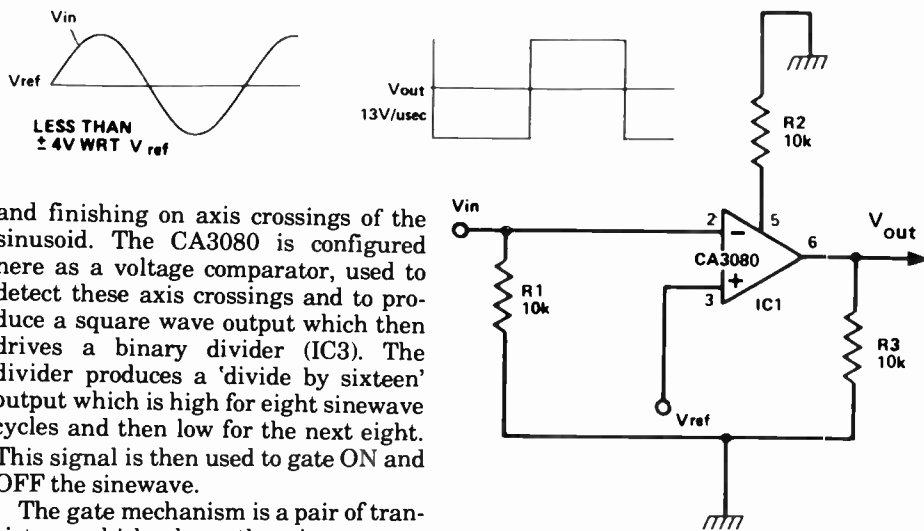 Vin
Vref
LESS THAN
± 4V WRT V ref
Vout
13V/usec
and finishing on axis crossings of the
sinusoid. The CA3080 is configured
here as a voltage comparator, used to
detect these axis crossings and to pro-
duce a square wave output which then
drives a binary divider (IC3). The
divider produces a 'divide by sixteen'
output which is high for eight sinewave
cycles and then low for the next eight.
This signal is then used to gate ON and
OFF the sinewave.
The gate mechanism is a pair of tran-
R2
10k
Vin
2
−
5
CA3080
6
Vout
+
3
IC1
R1
10k
R3
10k
Vref